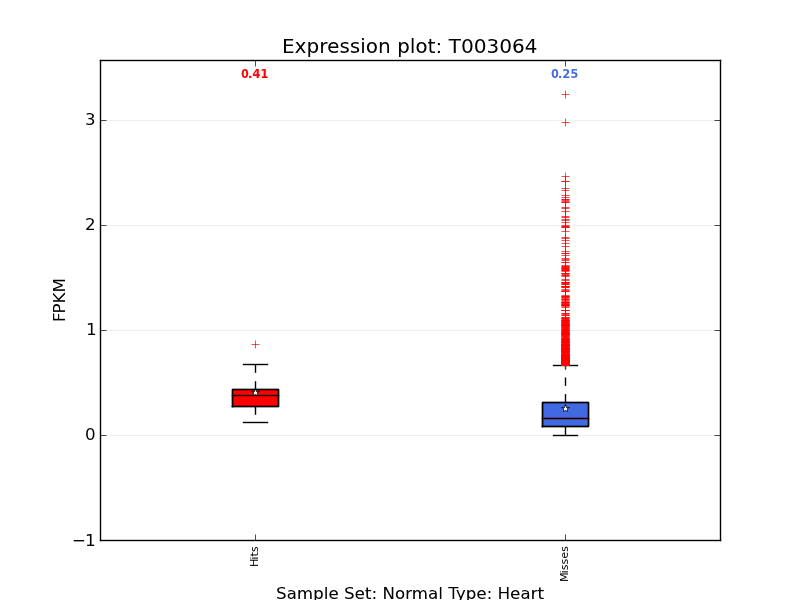 Expression plot: T003064
0.41
0.25
3
2
1
0
−1
FPKM
Hits
Misses
Sample Set: Normal Type: Heart